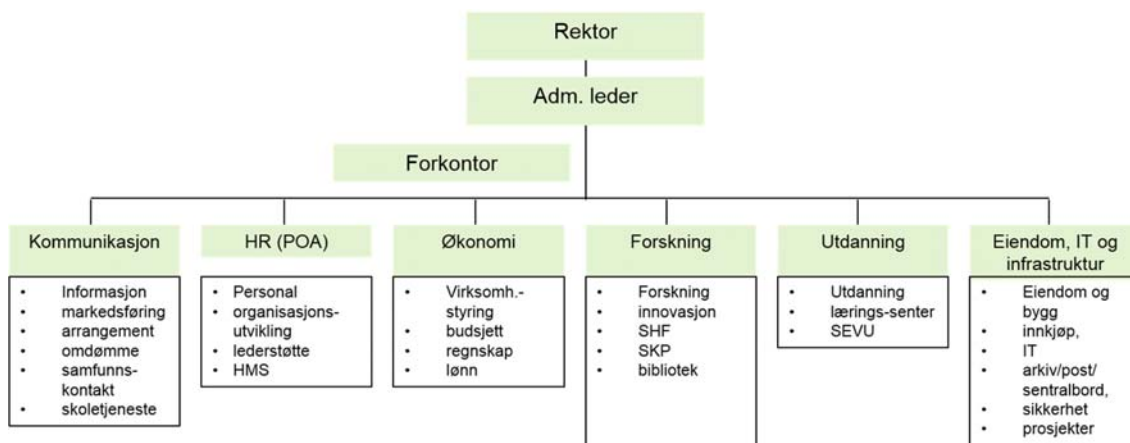 Rektor
Adm. leder
Forkontor
Kommunikasjon
• Informasjon
• markedsføring
• arrangement
• omdømme
• samfunns-
kontakt
• skoletjeneste
HR (POA)
• Personal
• organisasjons-
utvikling
• lederstøtte
• HMS
Økonomi
• Virksomh.-
styring
• budsjett
• regnskap
• lønn
Forskning
• Forskning
• innovasjon
• SHF
• SKP
• bibliotek
Utdanning
• Utdanning
• lærings-senter
• SEVU
Eiendom, IT og
infrastruktur
• Eiendom og
bygg
• innkjøp,
• IT
• arkiv/post/
sentralbord,
• sikkerhet
• prosjekter